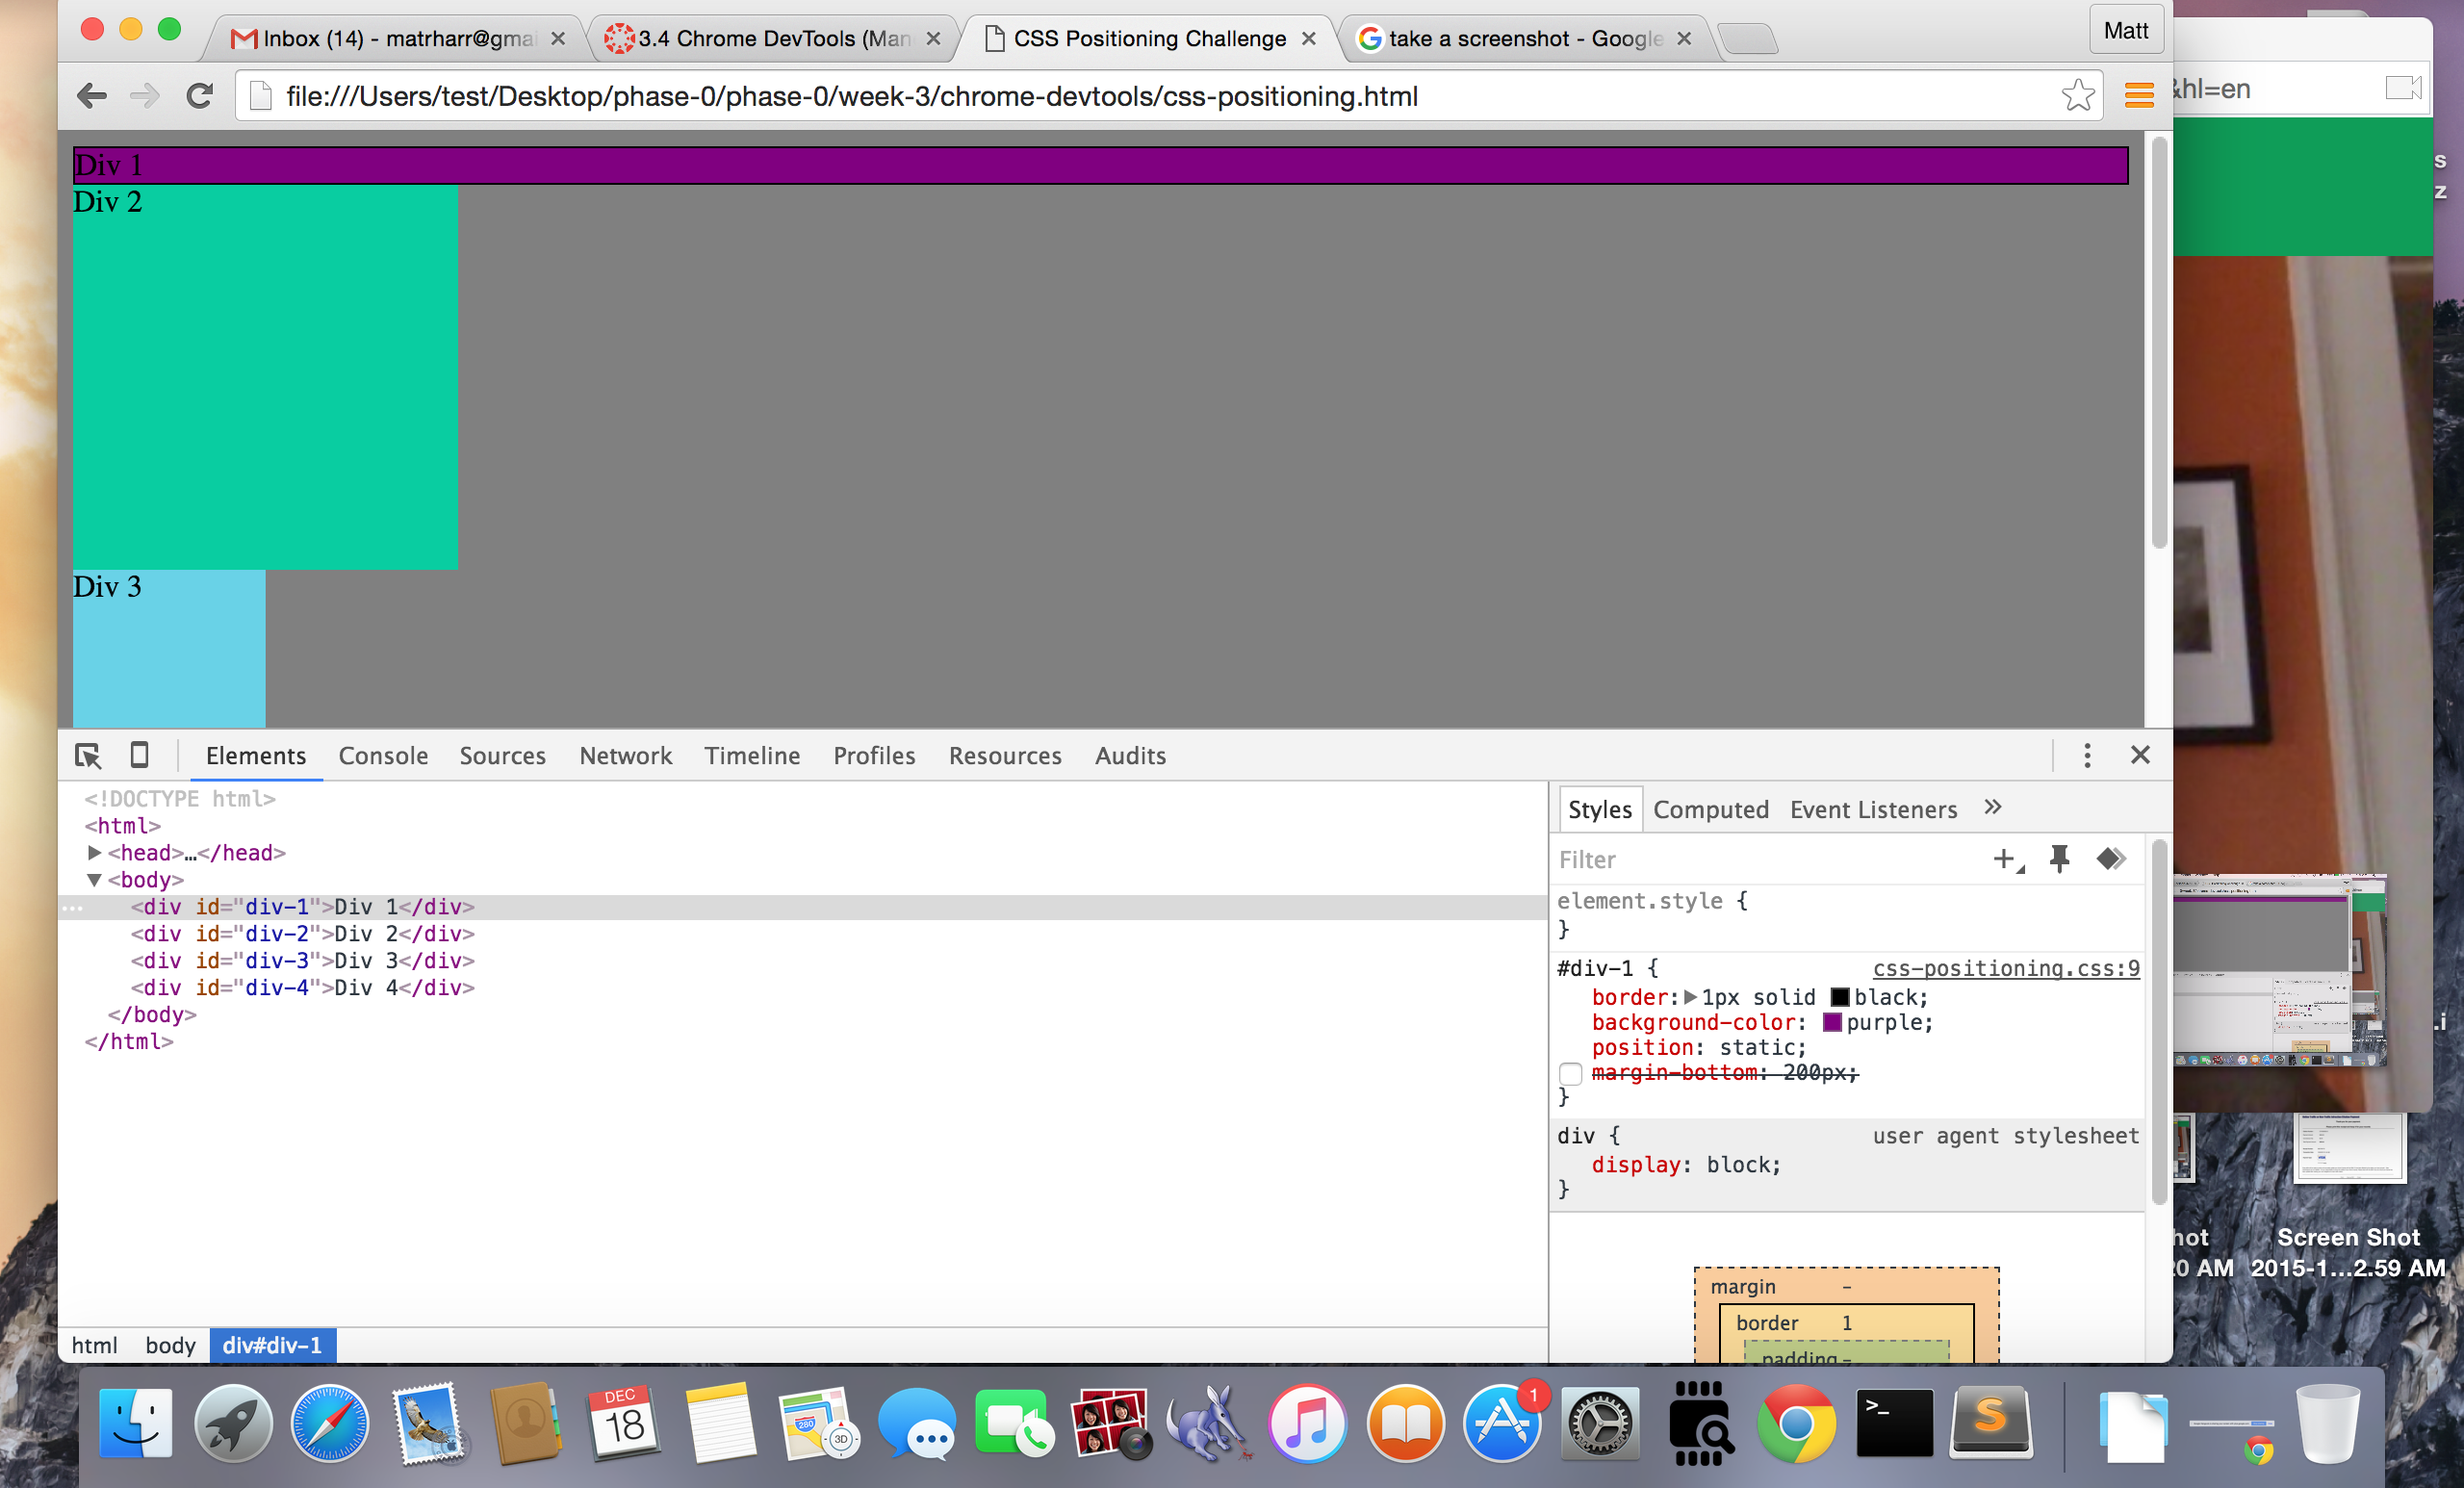 Inbox (14) - matrharr@gmai
3.4 Chrome DevTools (Man
CSS Positioning Challenge
take a screenshot - Google
Matt
file:///Users/test/Desktop/phase-0/phase-0/week-3/chrome-devtools/css-positioning.html
&hl=en
Div 1
Div 2
Div 3
s
z
Elements Console Sources Network Timeline Profiles Resources Audits
<!DOCTYPE html>
<html>
<head>…</head>
<body>
<div id="div-1">Div 1</div>
<div id="div-2">Div 2</div>
<div id="div-3">Div 3</div>
<div id="div-4">Div 4</div>
</body>
</html>
Styles Computed Event Listeners »
Filter
element.style {
}
#div-1 { css-positioning.css:9
border: 1px solid black;
background-color: purple;
position: static;
margin-bottom: 200px;
}
div { user agent stylesheet
display: block;
}
margin -
border 1
padding -
html body div#div-1
.i
hot
20 AM
Screen Shot
2015-1...2.59 AM
DEC
18
280
3D
1
>_
S